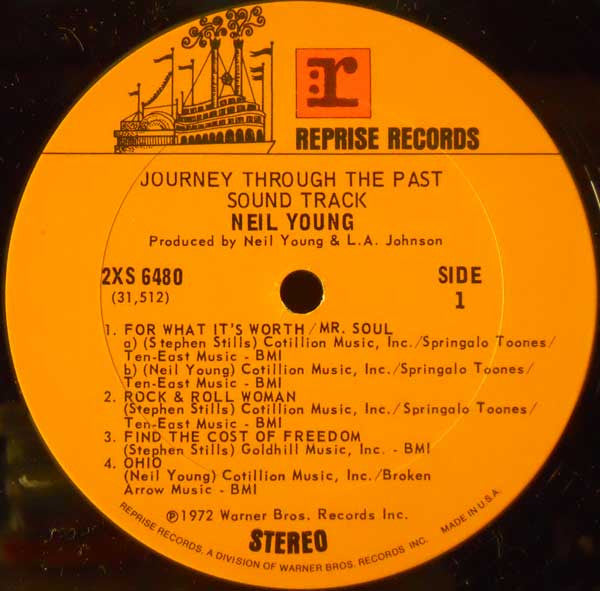 r
REPRISE RECORDS
JOURNEY THROUGH THE PAST
SOUND TRACK
NEIL YOUNG
Produced by Neil Young & L.A. Johnson
2XS 6480
(31,512)
SIDE
1
1. FOR WHAT IT'S WORTH/MR. SOUL
a) (Stephen Stills) Cotillion Music, Inc./Springalo Toones/
Ten-East Music - BMI
b) (Neil Young) Cotillion Music, Inc./Springalo Toones/
Ten-East Music - BMI
2. ROCK & ROLL WOMAN
(Stephen Stills) Cotillion Music, Inc./Springalo Toones/
Ten-East Music - BMI
3. FIND THE COST OF FREEDOM
(Stephen Stills) Goldhill Music, Inc. - BMI
4. OHIO
(Neil Young) Cotillion Music, Inc./Broken
Arrow Music - BMI
℗1972 Warner Bros. Records Inc.
STEREO
REPRISE RECORDS, A DIVISION OF WARNER BROS. RECORDS INC. MADE IN U.S.A.